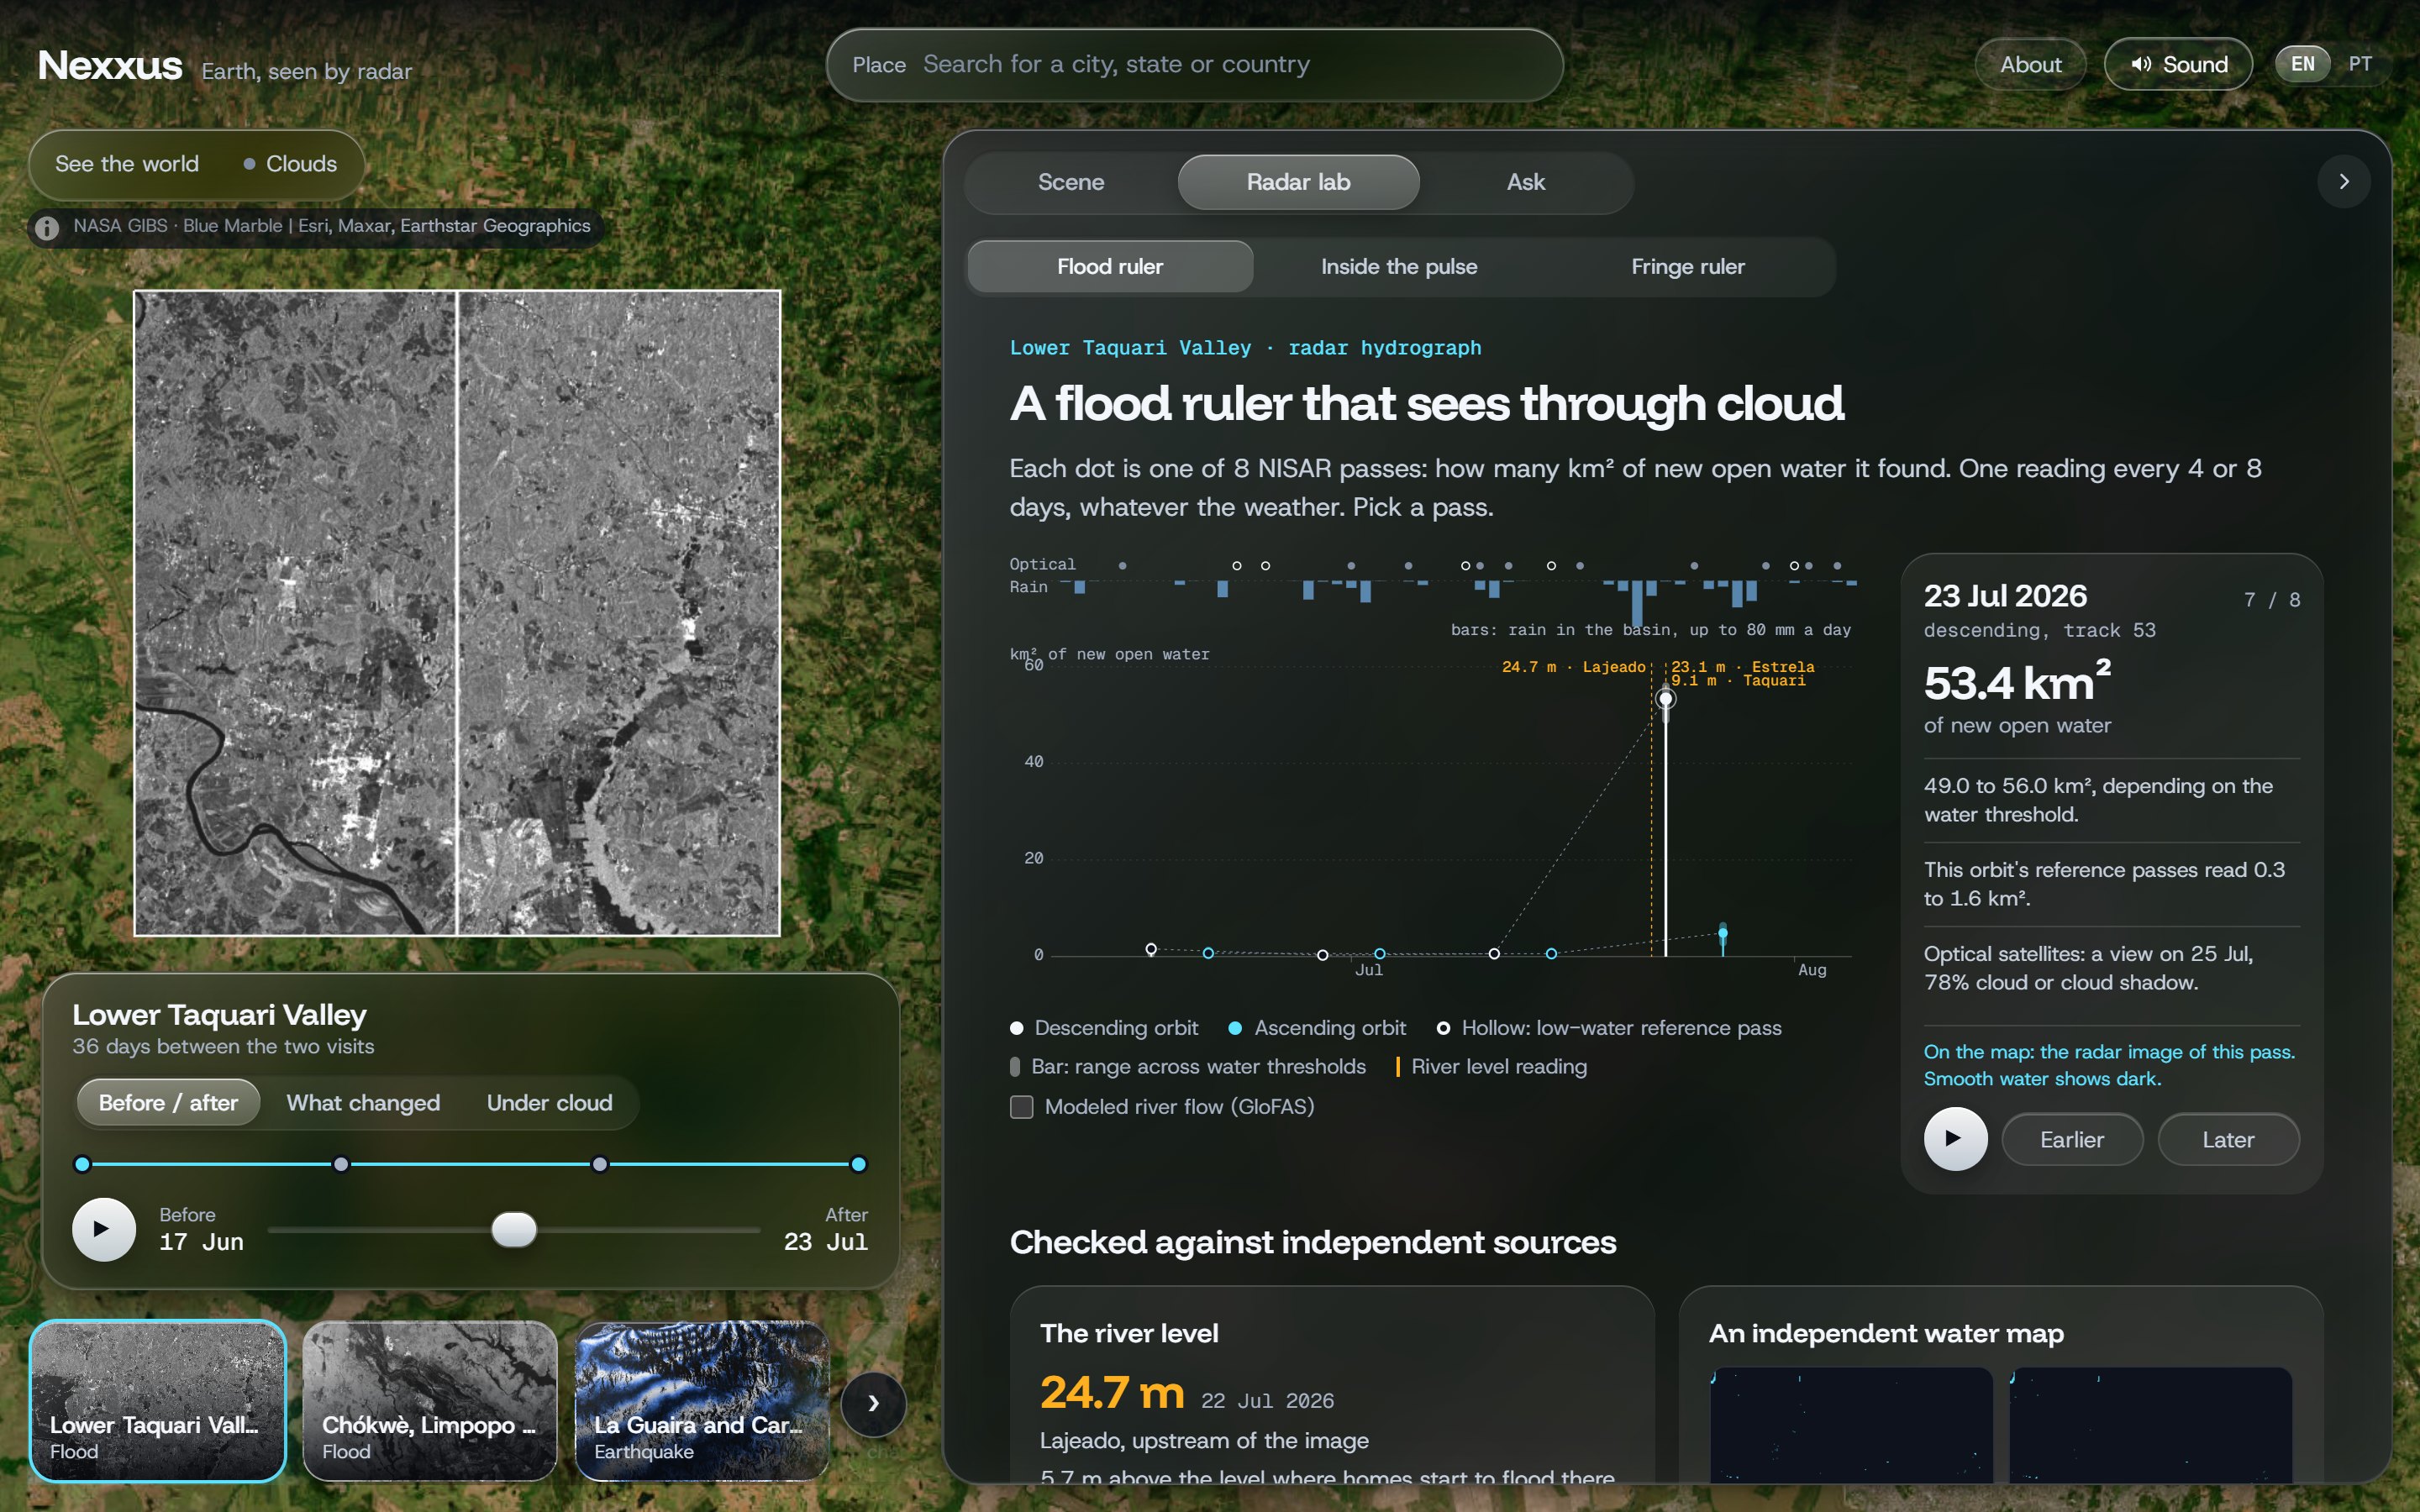 Nexxus Earth, seen by radar
Place Search for a city, state or country
About Sound EN PT
See the world Clouds
NASA GIBS · Blue Marble | Esri, Maxar, Earthstar Geographics
Lower Taquari Valley
36 days between the two visits
Before / after What changed Under cloud
Before
17 Jun
After
23 Jul
Lower Taquari Vall...
Flood
Chókwè, Limpopo ...
Flood
La Guaira and Car...
Earthquake
Scene Radar lab Ask
Flood ruler Inside the pulse Fringe ruler
Lower Taquari Valley · radar hydrograph
A flood ruler that sees through cloud
Each dot is one of 8 NISAR passes: how many km² of new open water it found. One reading every 4 or 8
days, whatever the weather. Pick a pass.
Optical
Rain
bars: rain in the basin, up to 80 mm a day
km² of new open water
60
24.7 m · Lajeado
23.1 m · Estrela
9.1 m · Taquari
40
20
0
Jul Aug
Descending orbit Ascending orbit Hollow: low-water reference pass
Bar: range across water thresholds River level reading
Modeled river flow (GloFAS)
23 Jul 2026 7 / 8
descending, track 53
53.4 km²
of new open water
49.0 to 56.0 km², depending on the
water threshold.
This orbit's reference passes read 0.3
to 1.6 km².
Optical satellites: a view on 25 Jul,
78% cloud or cloud shadow.
On the map: the radar image of this pass.
Smooth water shows dark.
Earlier Later
Checked against independent sources
The river level
24.7 m 22 Jul 2026
Lajeado, upstream of the image
5.7 m above the level where homes start to flood there
An independent water map